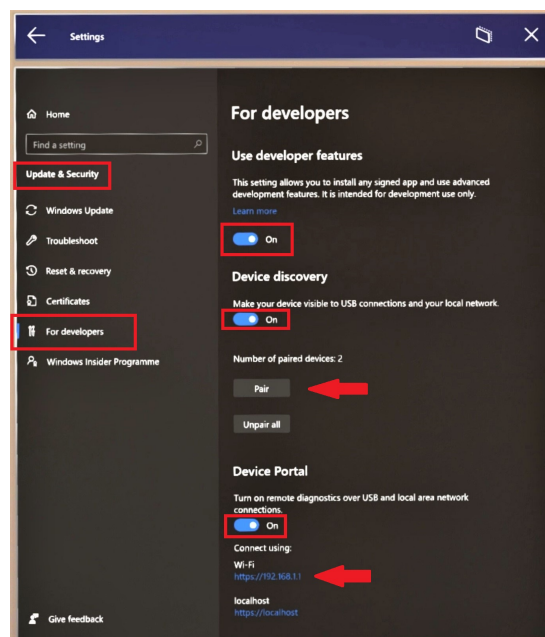 Settings
Home
Find a setting
Update & Security
Windows Update
Troubleshoot
Reset & recovery
Certificates
For developers
Windows Insider Programme
Give feedback
For developers
Use developer features
This setting allows you to install any signed app and use advanced
development features. It is intended for development use only.
Learn more
On
Device discovery
Make your device visible to USB connections and your local network.
On
Number of paired devices: 2
Pair
Unpair all
Device Portal
Turn on remote diagnostics over USB and local area network
connections.
On
Connect using:
Wi-Fi
https://192.168.1.1
localhost
https://localhost